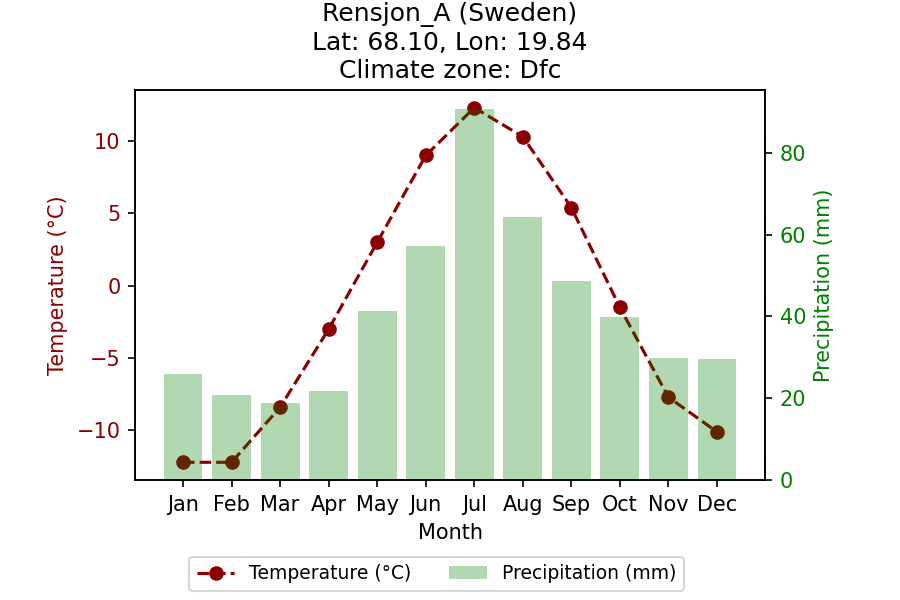 Rensjon_A (Sweden)
Lat: 68.10, Lon: 19.84
Climate zone: Dfc
Temperature (°C)
10
5
0
−5
−10
80
60
40
20
0
Precipitation (mm)
Jan Feb Mar Apr May Jun Jul Aug Sep Oct Nov Dec
Month
Temperature (°C) Precipitation (mm)